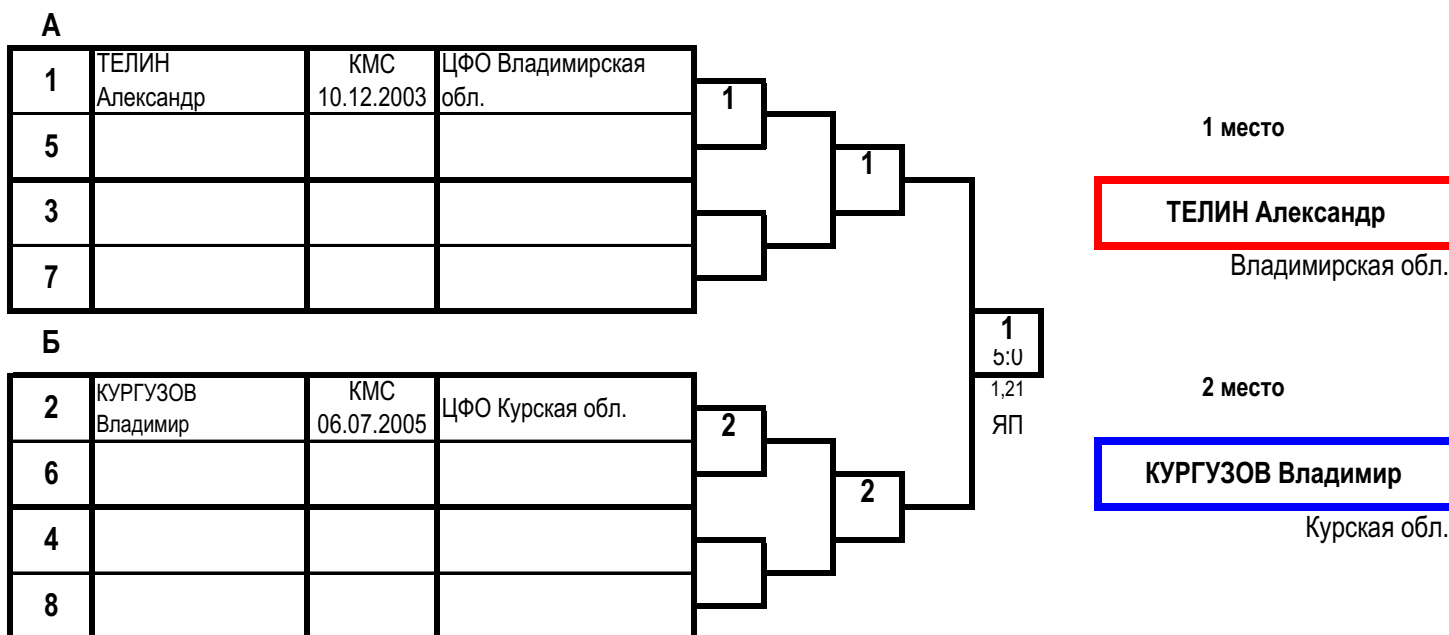 А
1 ТЕЛИН КМС ЦФО Владимирская
Александр 10.12.2003 обл.
1
5
1
3
7
Б
2 КУРГУЗОВ КМС ЦФО Курская обл.
Владимир 06.07.2005
2
6
2
4
8
1
5:0
1,21
ЯП
1 место
ТЕЛИН Александр
Владимирская обл.
2 место
КУРГУЗОВ Владимир
Курская обл.